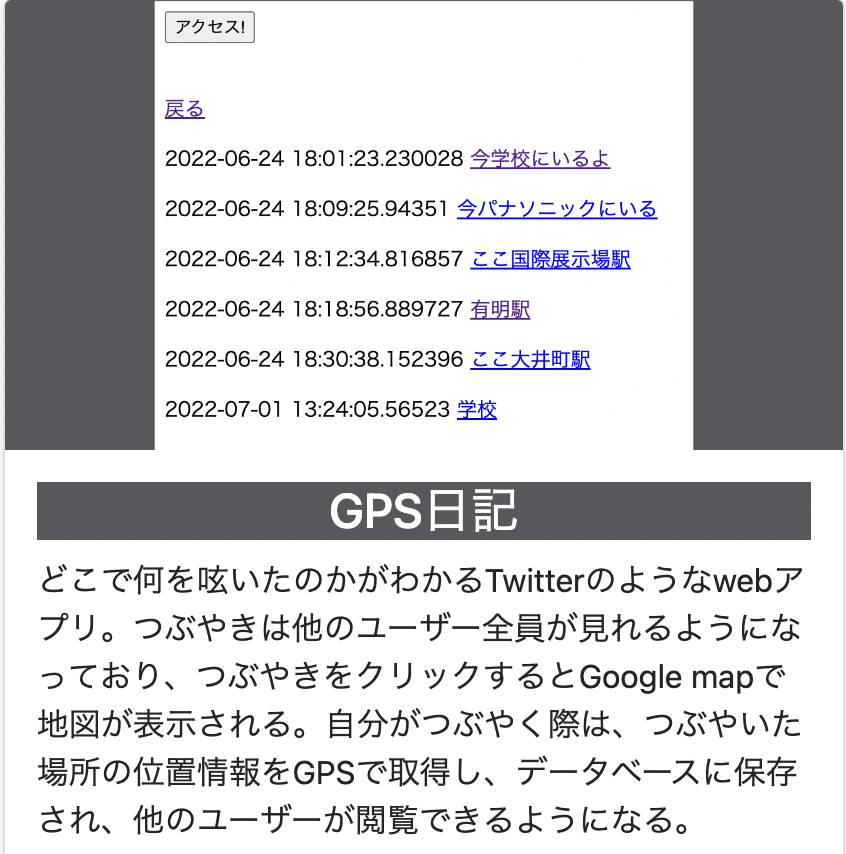 アクセス!
戻る
2022-06-24 18:01:23.230028 今学校にいるよ
2022-06-24 18:09:25.94351 今パナソニックにいる
2022-06-24 18:12:34.816857 ここ国際展示場駅
2022-06-24 18:18:56.889727 有明駅
2022-06-24 18:30:38.152396 ここ大井町駅
2022-07-01 13:24:05.56523 学校
GPS日記
どこで何を呟いたのかがわかるTwitterのようなwebア
プリ。つぶやきは他のユーザー全員が見れるようにな
っており、つぶやきをクリックするとGoogle mapで
地図が表示される。自分がつぶやく際は、つぶやいた
場所の位置情報をGPSで取得し、データベースに保存
され、他のユーザーが閲覧できるようになる。